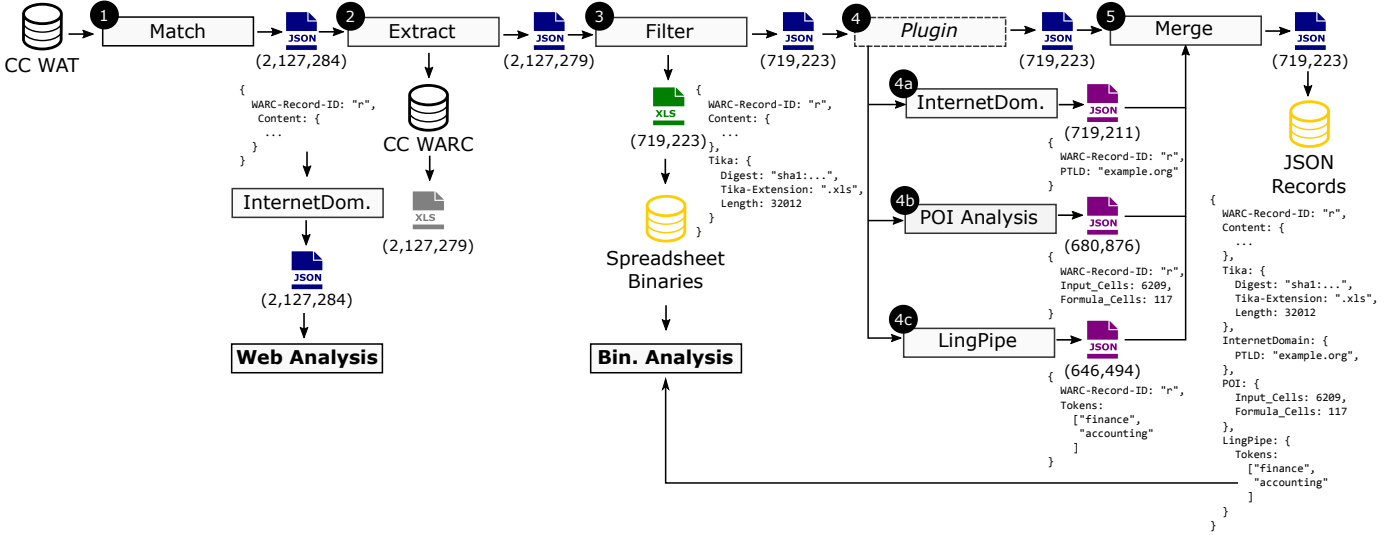 1
Match
JSON
(2,127,284)
2
Extract
JSON
(2,127,279)
3
Filter
JSON
(719,223)
4
Plugin
JSON
(719,223)
5
Merge
JSON
(719,223)
CC WAT
{
WARC-Record-ID: "r",
Content: {
...
}
}
InternetDom.
JSON
(2,127,284)
Web Analysis
CC WARC
XLS
(2,127,279)
XLS
(719,223)
Spreadsheet
Binaries
Bin. Analysis
{
WARC-Record-ID: "r",
Content: {
...
},
Tika: {
Digest: "sha1:...",
Tika-Extension: ".xls",
Length: 32012
}
}
4a
InternetDom.
JSON
(719,211)
{
WARC-Record-ID: "r",
PTLD: "example.org"
}
4b
POI Analysis
JSON
(680,876)
{
WARC-Record-ID: "r",
Input_Cells: 6209,
Formula_Cells: 117
}
4c
LingPipe
JSON
(646,494)
{
WARC-Record-ID: "r",
Tokens:
["finance",
"accounting"
]
}
JSON
Records
{
WARC-Record-ID: "r",
Content: {
...
},
Tika: {
Digest: "sha1:...",
Tika-Extension: ".xls",
Length: 32012
},
InternetDomain: {
PTLD: "example.org",
},
POI: {
Input_Cells: 6209,
Formula_Cells: 117
},
LingPipe: {
Tokens:
["finance",
"accounting"
]
}
}